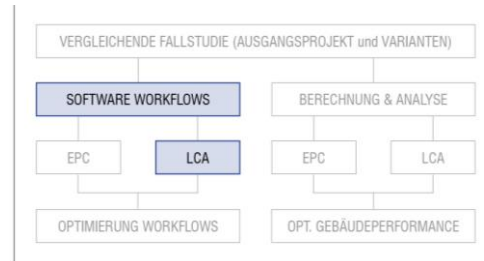 VERGLEICHENDE FALLSTUDIE (AUSGANGSPROJEKT und VARIANTEN)
SOFTWARE WORKFLOWS
BERECHNUNG & ANALYSE
EPC
LCA
EPC
LCA
OPTIMIERUNG WORKFLOWS
OPT. GEBÄUDEPERFORMANCE